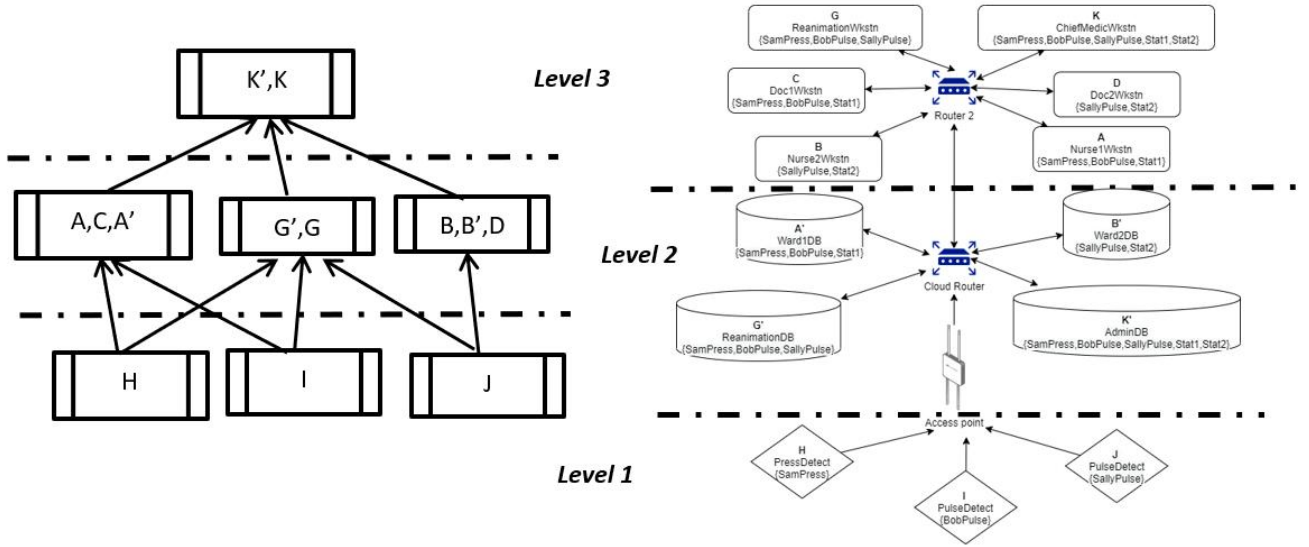 K',K
Level 3
A,C,A'
G',G
B,B',D
Level 2
H
I
J
Level 1
G
ReanimationWkstn
{SamPress,BobPulse,SallyPulse}
K
ChiefMedicWkstn
{SamPress,BobPulse,SallyPulse,Stat1,Stat2}
C
Doc1Wkstn
{SamPress,BobPulse,Stat1}
D
Doc2Wkstn
{SallyPulse,Stat2}
Router 2
B
Nurse2Wkstn
{SallyPulse,Stat2}
A
Nurse1Wkstn
{SamPress,BobPulse,Stat1}
A'
Ward1DB
{SamPress,BobPulse,Stat1}
B'
Ward2DB
{SallyPulse,Stat2}
Cloud Router
G'
ReanimationDB
{SamPress,BobPulse,SallyPulse}
K'
AdminDB
{SamPress,BobPulse,SallyPulse,Stat1,Stat2}
Access point
H
PressDetect
{SamPress}
J
PulseDetect
{SallyPulse}
I
PulseDetect
{BobPulse}